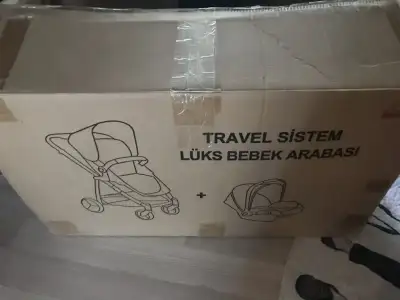 TRAVEL SİSTEM
LÜKS BEBEK ARABASI
+